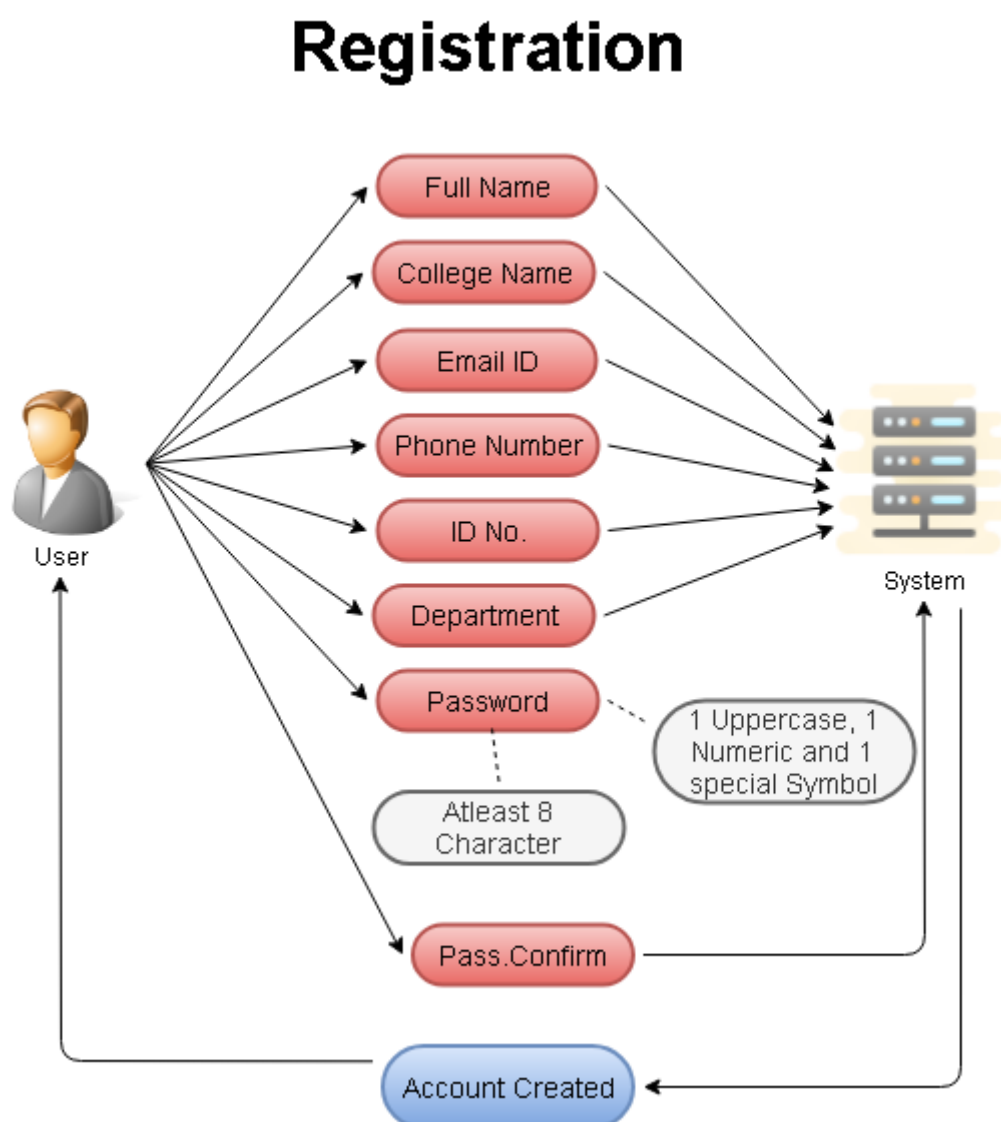 Registration
Full Name
College Name
Email ID
Phone Number
User
ID No.
System
Department
Password
1 Uppercase, 1
Numeric and 1
special Symbol
Atleast 8
Character
Pass.Confirm
Account Created